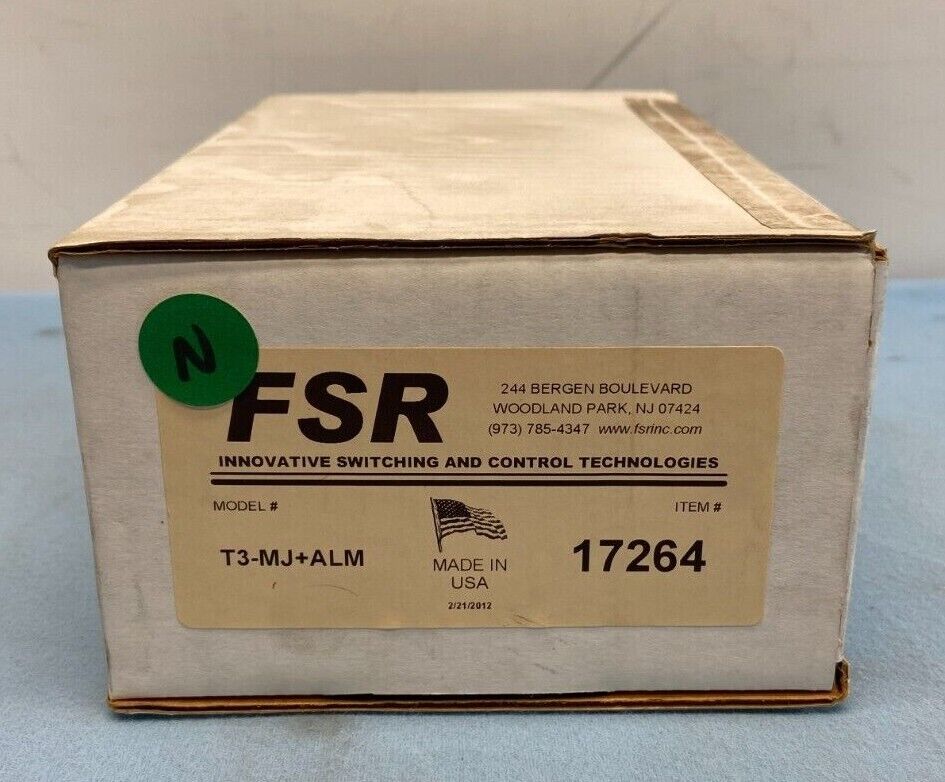 N
FSR
244 BERGEN BOULEVARD
WOODLAND PARK, NJ 07424
(973) 785-4347 www.fsrinc.com
INNOVATIVE SWITCHING AND CONTROL TECHNOLOGIES
MODEL #
ITEM #
T3-MJ+ALM
MADE IN
USA
17264
2/21/2012